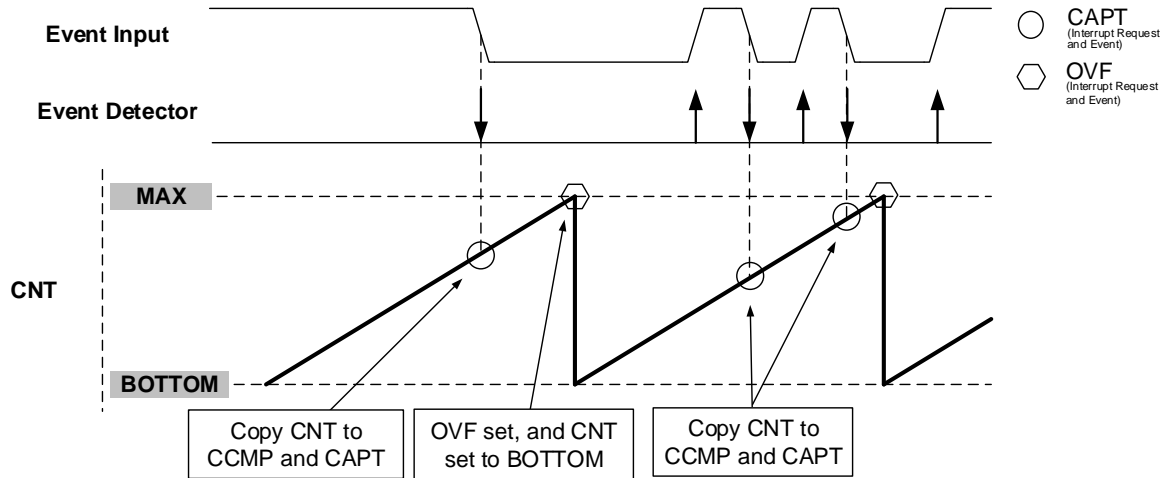 Event Input
CAPT
(Interrupt Request
and Event)
OVF
(Interrupt Request
and Event)
Event Detector
MAX
CNT
BOTTOM
Copy CNT to
CCMP and CAPT
OVF set, and CNT
set to BOTTOM
Copy CNT to
CCMP and CAPT